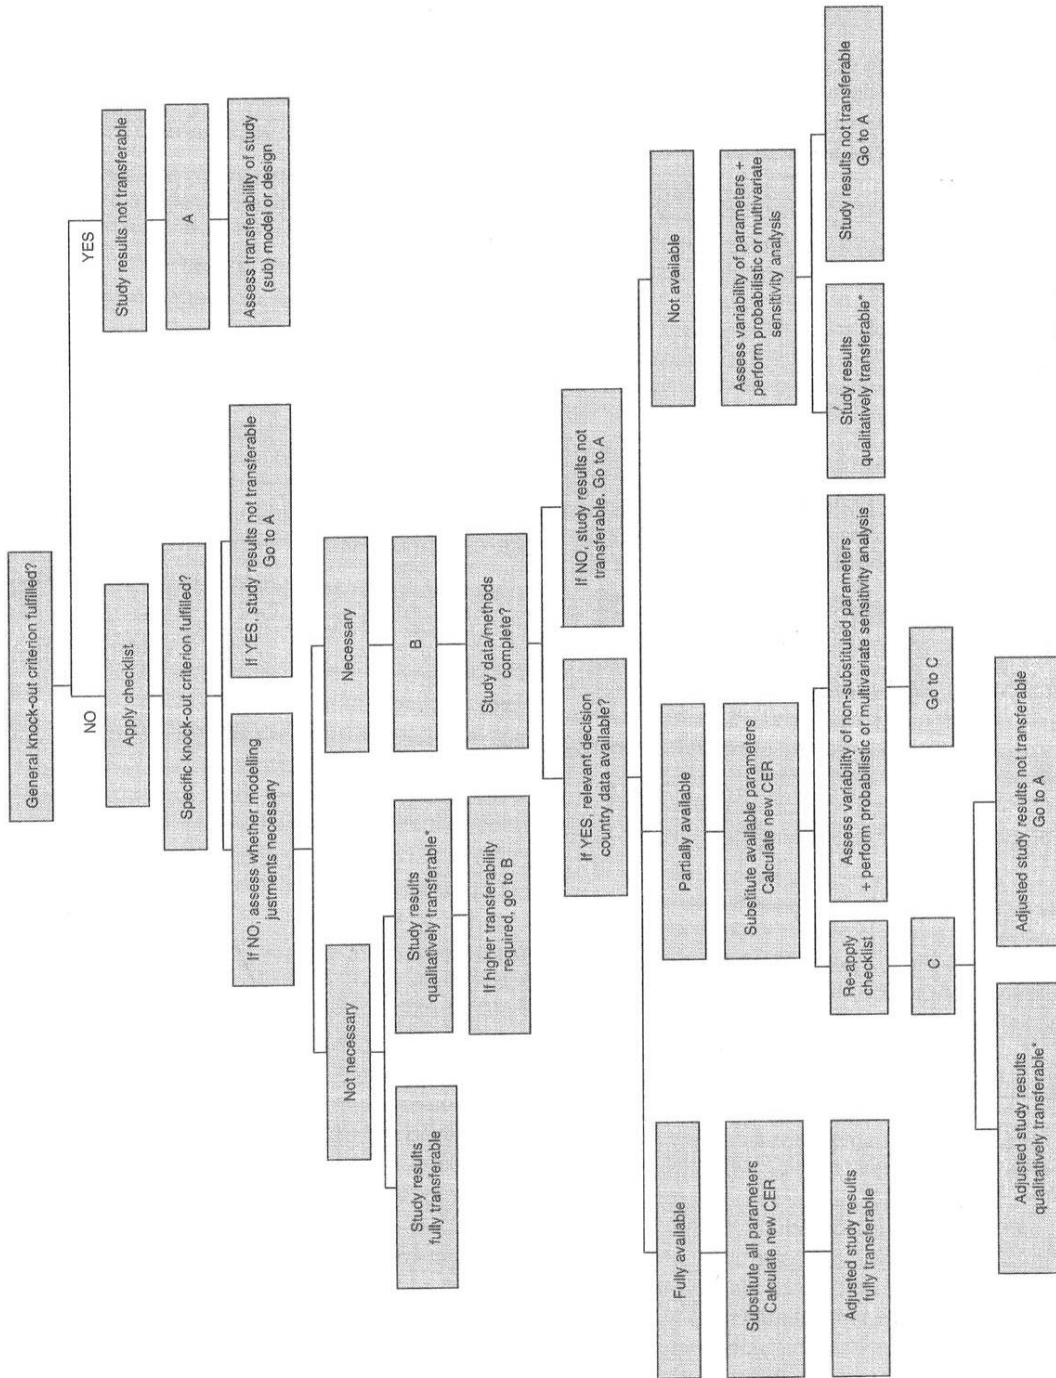 General knock-out criterion fulfilled?
NO
YES
Apply checklist
Study results not transferable
Specific knock-out criterion fulfilled?
A
If NO, assess whether modelling
justments necessary
If YES, study results not transferable
Go to A
Assess transferability of study
(sub) model or design
Not necessary
Necessary
Study results
fully transferable
Study results
qualitatively transferable*
B
If higher transferability
required, go to B
Study data/methods
complete?
If YES, relevant decision
country data available?
If NO, study results not
transferable. Go to A
Fully available
Partially available
Not available
Substitute all parameters
Calculate new CER
Substitute available parameters
Calculate new CER
Assess variability of parameters +
perform probabilistic or multivariate
sensitivity analysis
Adjusted study results
fully transferable
Re-apply
checklist
Assess variability of non-substituted parameters
+ perform probabilistic or multivariate sensitivity analysis
Study results
qualitatively transferable*
Study results not transferable
Go to A
C
Go to C
Adjusted study results
qualitatively transferable*
Adjusted study results not transferable
Go to A